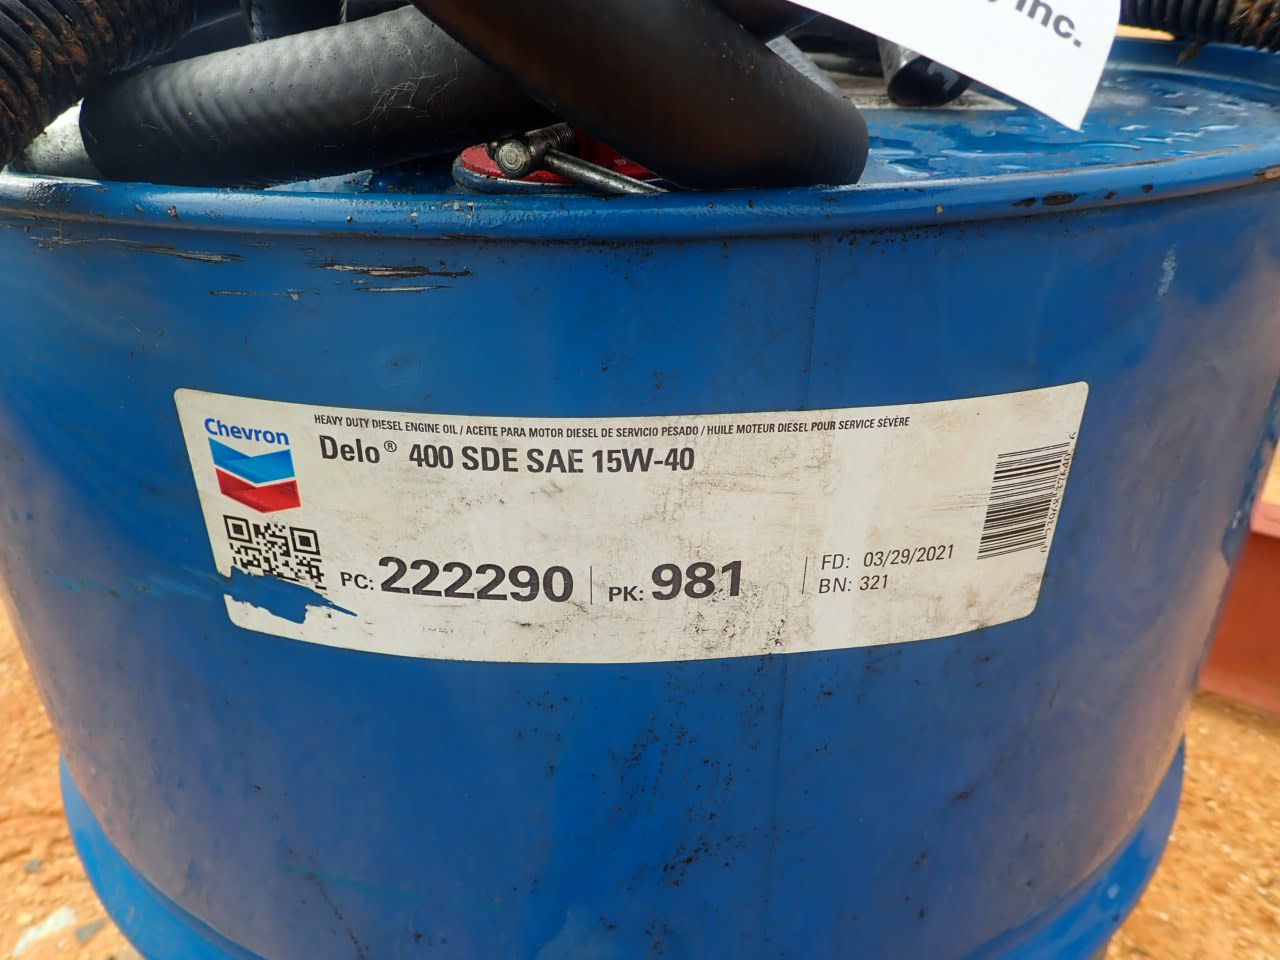 Inc.
Chevron
HEAVY DUTY DIESEL ENGINE OIL / ACEITE PARA MOTOR DIESEL DE SERVICIO PESADO / HUILE MOTEUR DIESEL POUR SERVICE SÉVÈRE
Delo® 400 SDE SAE 15W-40
PC: 222290
PK: 981
FD: 03/29/2021
BN: 321